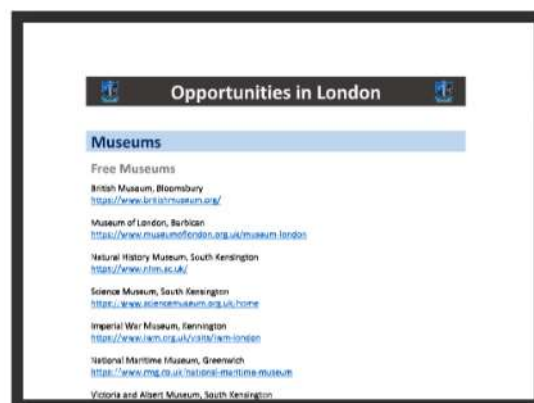 Opportunities in London
Museums
Free Museums
British Museum, Bloomsbury
https://www.britishmuseum.org/
Museum of London, Barbican
https://www.museumoflondon.org.uk/museum-london
Natural History Museum, South Kensington
https://www.nhm.ac.uk/
Science Museum, South Kensington
https://www.sciencemuseum.org.uk/home
Imperial War Museum, Kennington
https://www.iwm.org.uk/visits/iwm-london
National Maritime Museum, Greenwich
https://www.rmg.co.uk/national-maritime-museum
Victoria and Albert Museum, South Kensington